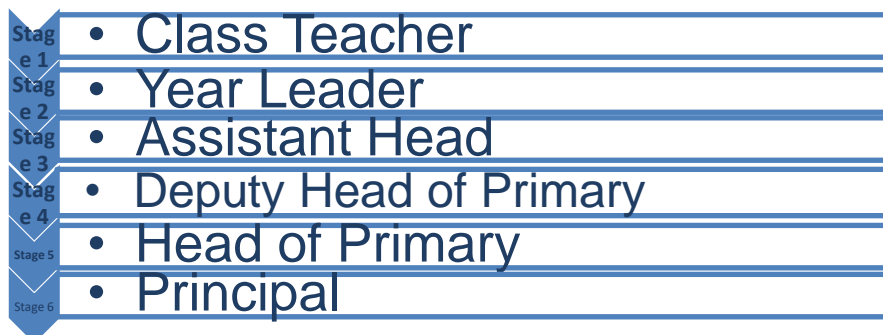 Stag
e 1
• Class Teacher
Stag
e 2
• Year Leader
Stag
e 3
• Assistant Head
Stag
e 4
• Deputy Head of Primary
Stage 5
• Head of Primary
Stage 6
• Principal